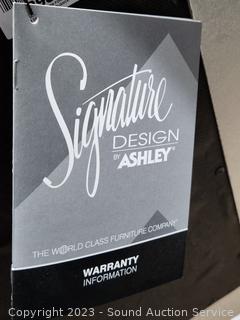 Signature
DESIGN
BY ASHLEY®
THE WORLD CLASS FURNITURE COMPANY
WARRANTY
INFORMATION
Copyright 2023 - Sound Auction Service